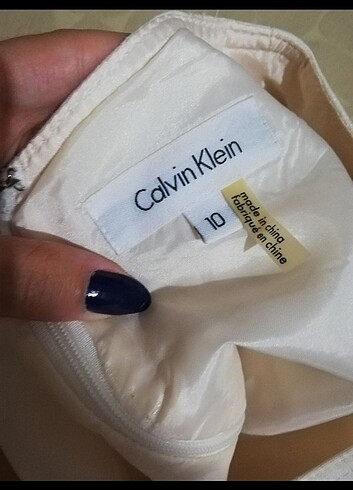 Calvin Klein
10
made in china
fabriqué en chine